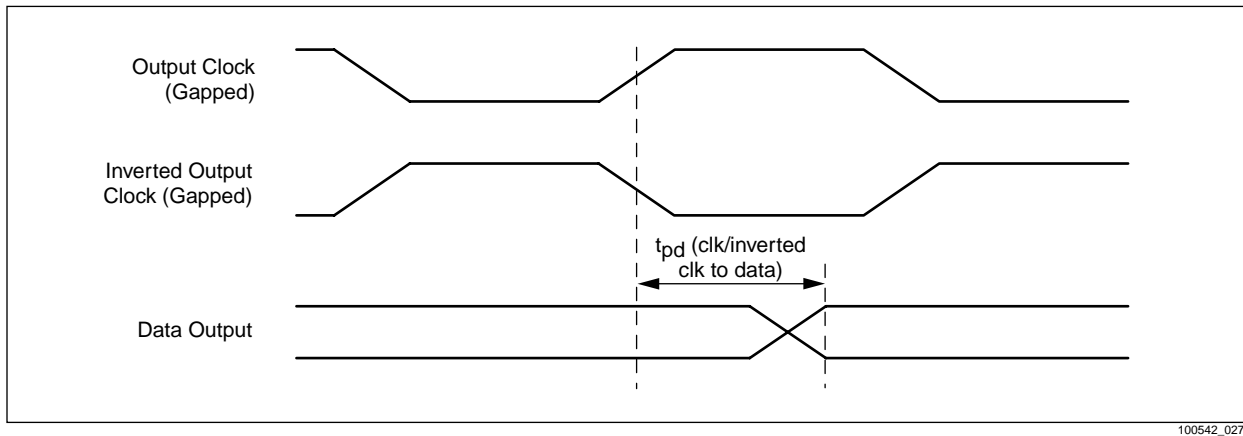 Output Clock
(Gapped)
Inverted Output
Clock (Gapped)
tpd (clk/inverted
clk to data)
Data Output
100542_027